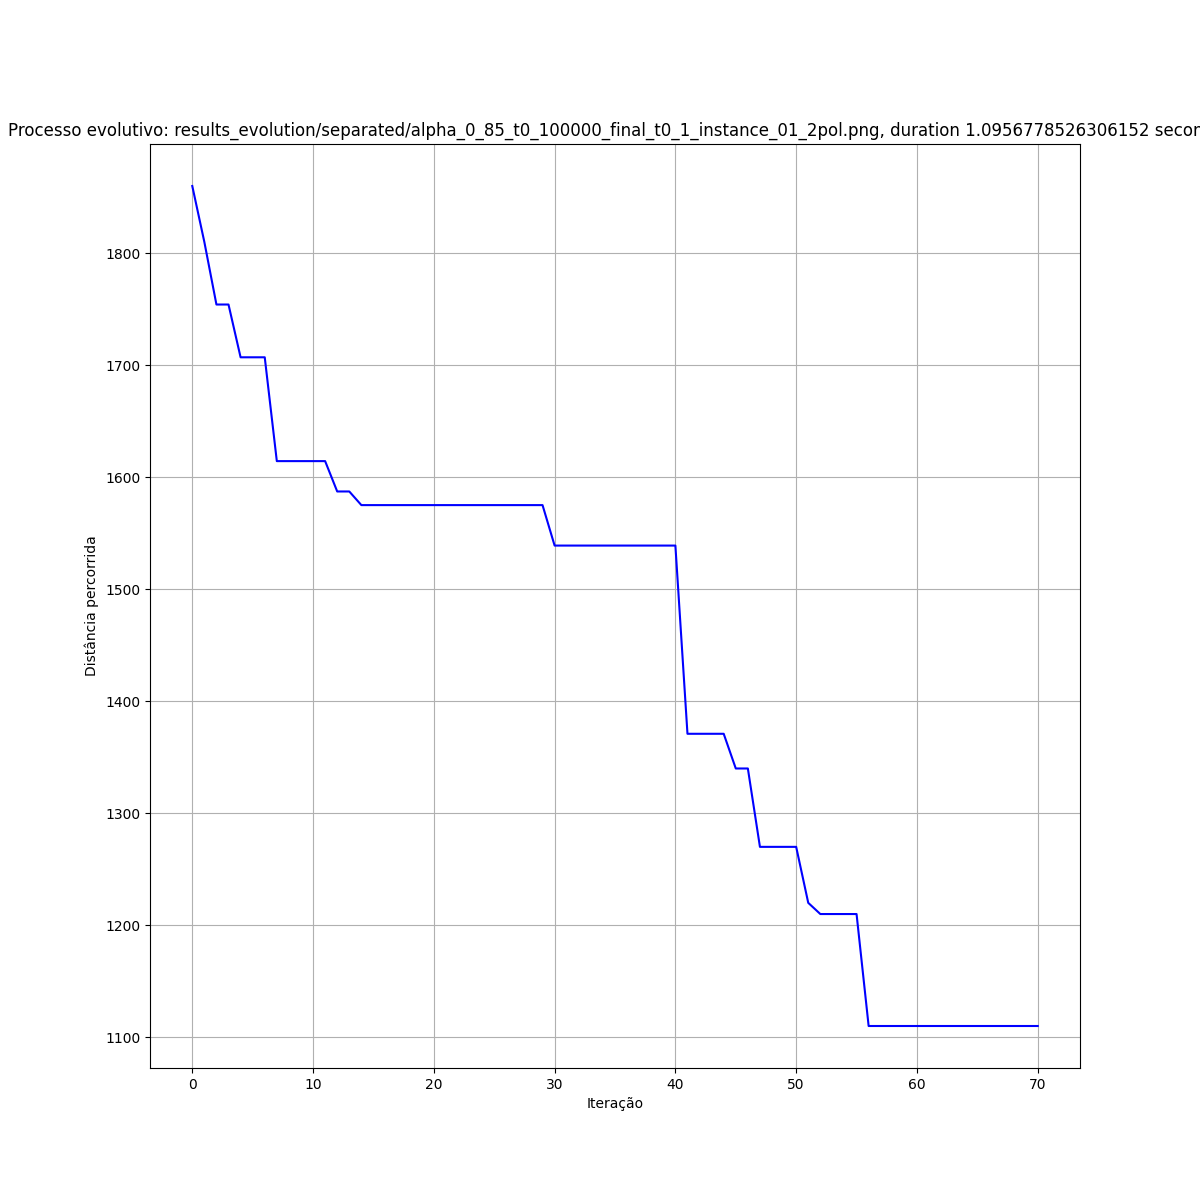 Processo evolutivo: results_evolution/separated/alpha_0_85_t0_100000_final_t0_1_instance_01_2pol.png, duration 1.0956778526306152
1800
1700
1600
1500
1400
1300
1200
1100
Distância percorrida
0 10 20 30 40 50 60 70
Iteração